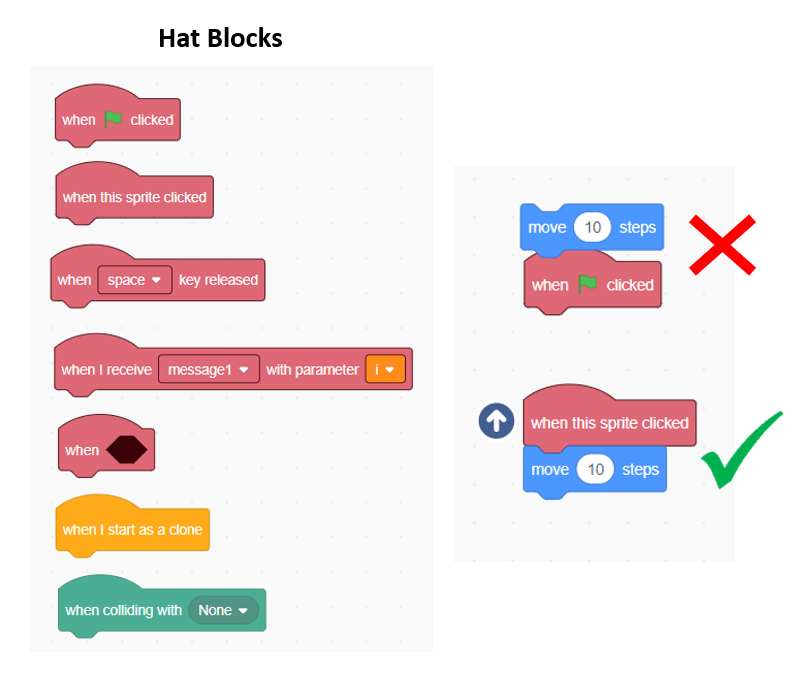 Hat Blocks
when clicked
when this sprite clicked
when space key released
when I receive message1 with parameter i
when
when I start as a clone
when colliding with None
move 10 steps
when clicked
when this sprite clicked
move 10 steps